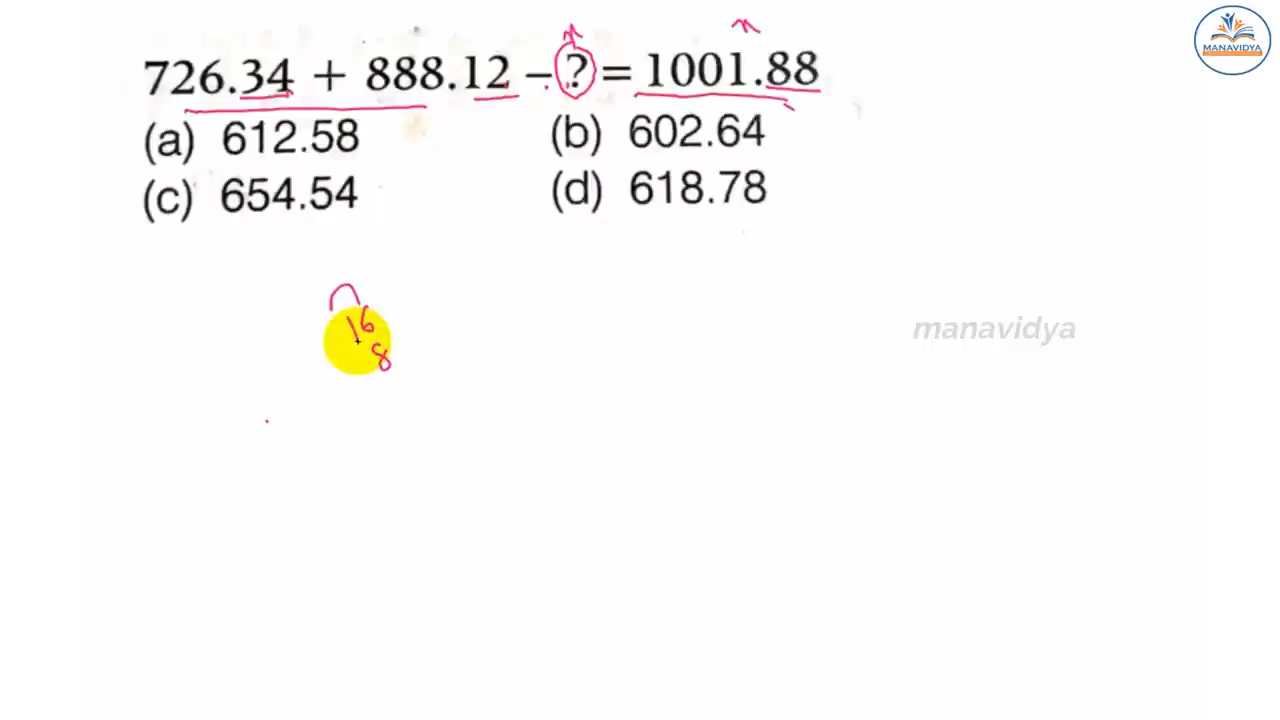 x
x
MANAVIDYA
726.34 + 888.12 – ? = 1001.88
(a) 612.58 (b) 602.64
(c) 654.54 (d) 618.78
16
8
manavidya